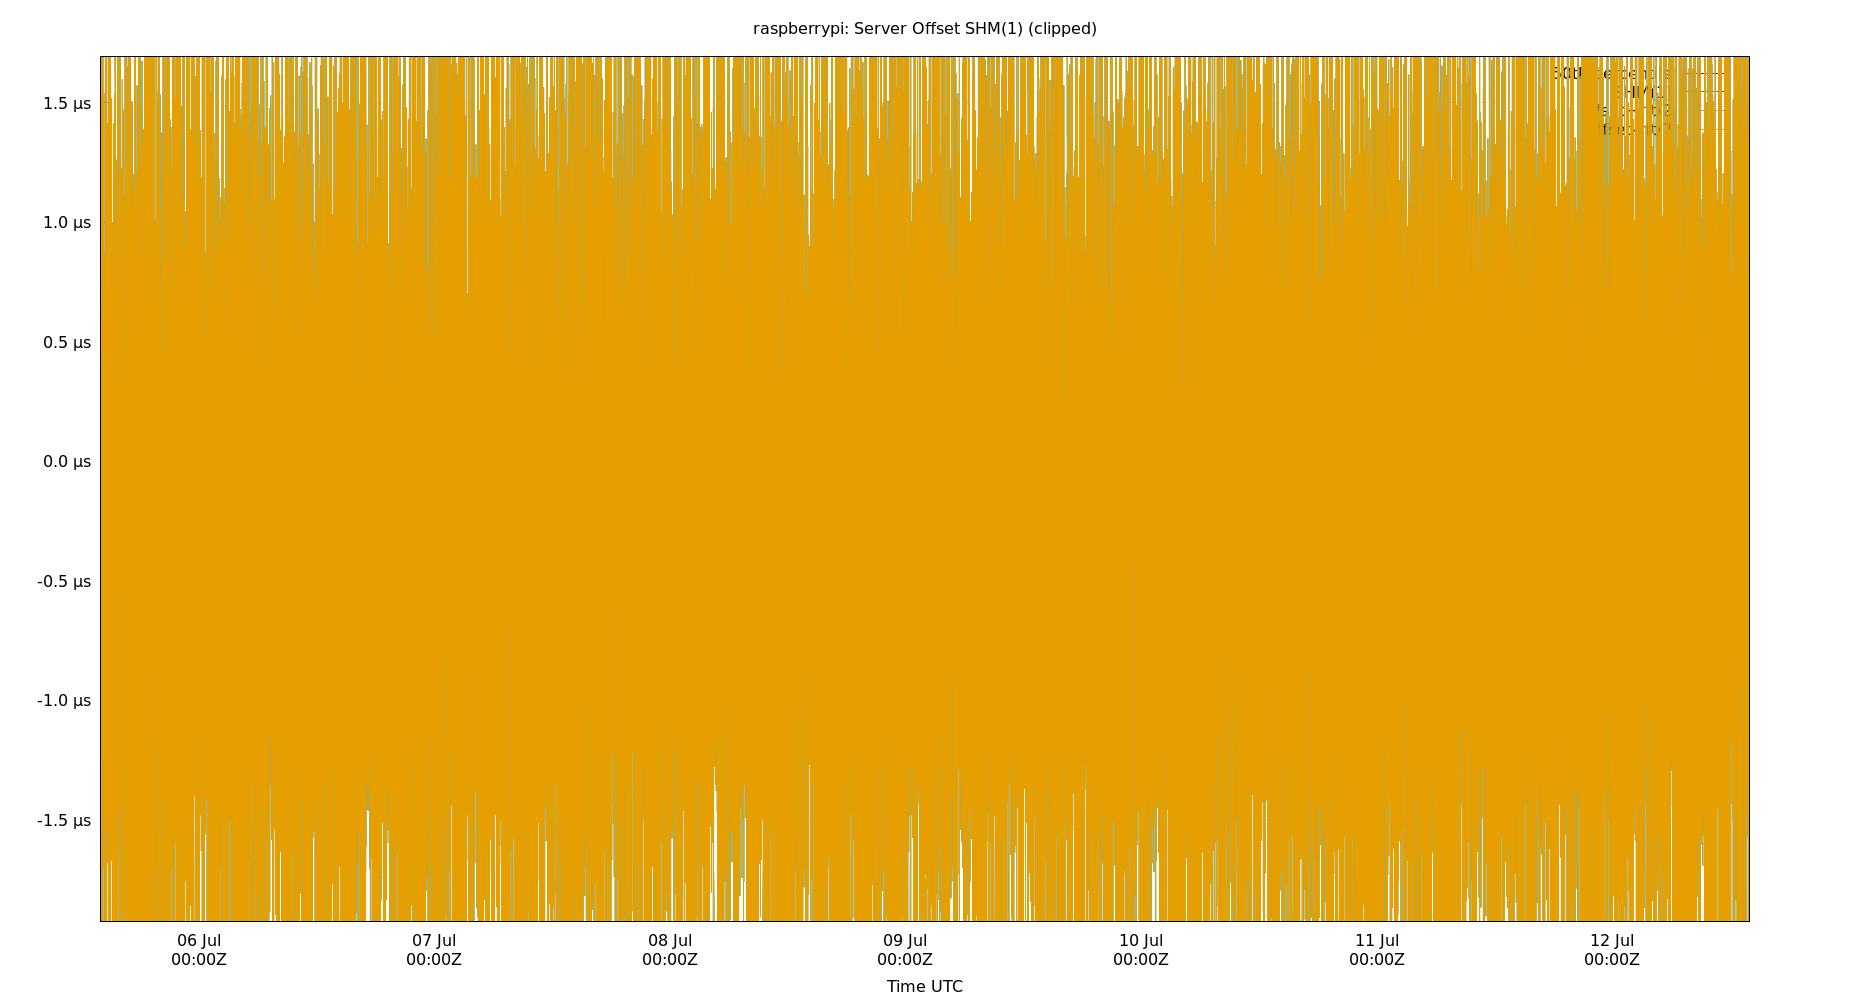 raspberrypi: Server Offset SHM(1) (clipped)
1.5 µs
1.0 µs
0.5 µs
0.0 µs
-0.5 µs
-1.0 µs
-1.5 µs
06 Jul 07 Jul 08 Jul 09 Jul 10 Jul 11 Jul 12 Jul
00:00Z 00:00Z 00:00Z 00:00Z 00:00Z 00:00Z 00:00Z
Time UTC